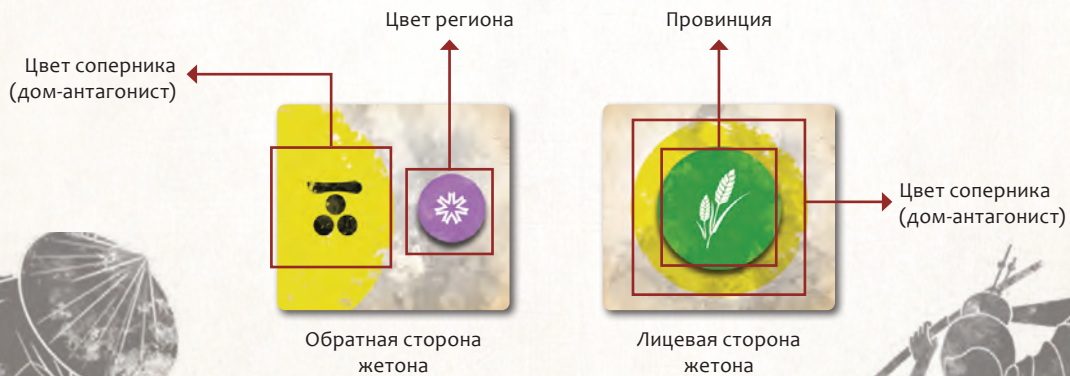 Цвет региона
Провинция
Цвет соперника
(дом-антагонист)
Цвет соперника
(дом-антагонист)
Обратная сторона
жетона
Лицевая сторона
жетона